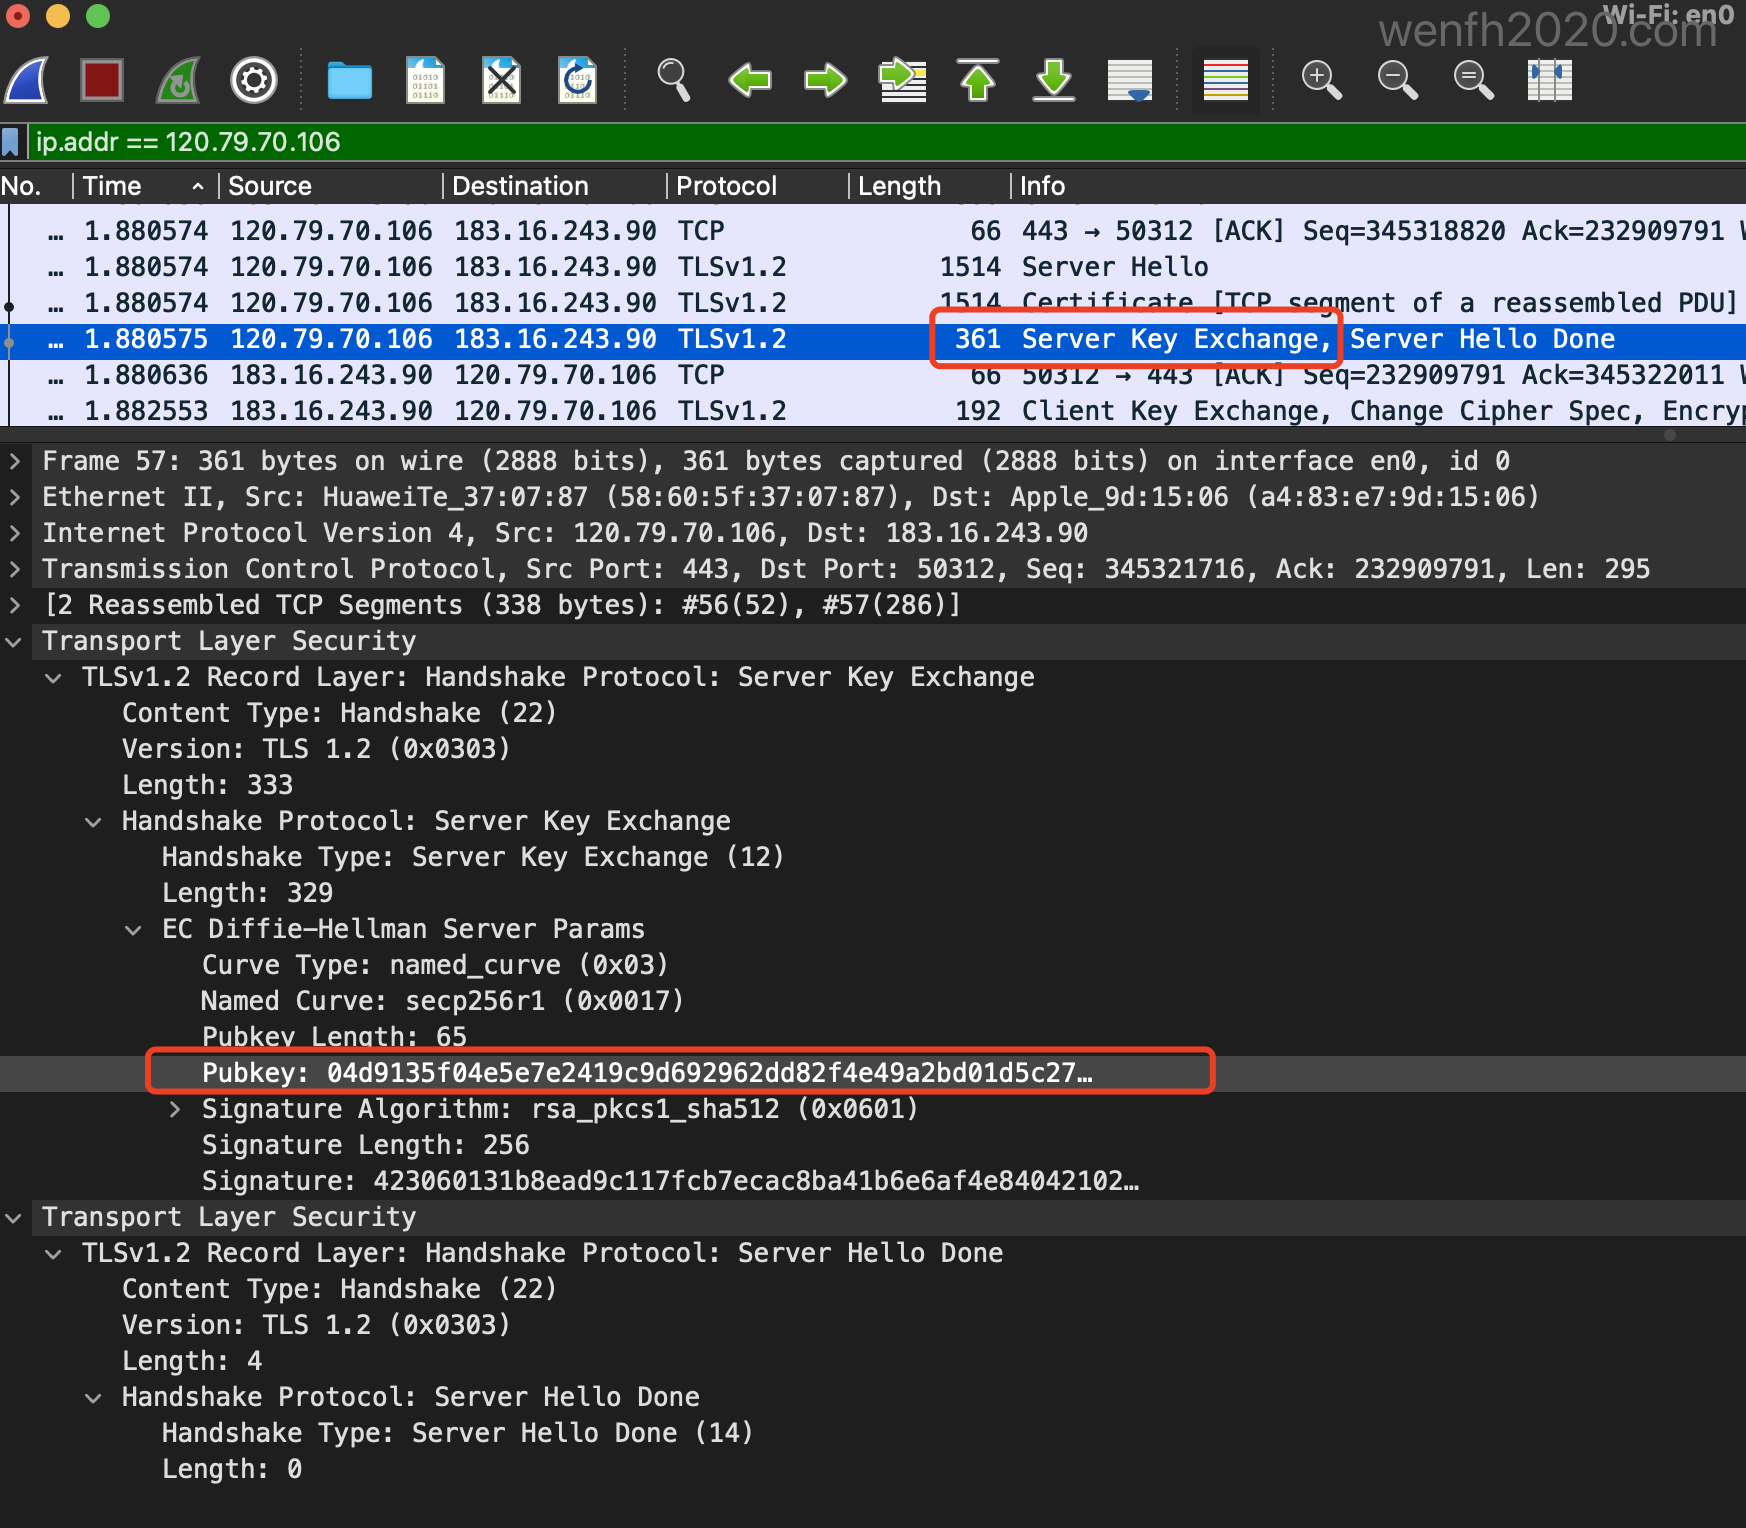 Wi-Fi: en0
wenfh2020.com
ip.addr == 120.79.70.106
No. Time Source Destination Protocol Length Info
… 1.880574 120.79.70.106 183.16.243.90 TCP 66 443 → 50312 [ACK] Seq=345318820 Ack=232909791 W
… 1.880574 120.79.70.106 183.16.243.90 TLSv1.2 1514 Server Hello
… 1.880574 120.79.70.106 183.16.243.90 TLSv1.2 1514 Certificate [TCP segment of a reassembled PDU]
… 1.880575 120.79.70.106 183.16.243.90 TLSv1.2 361 Server Key Exchange, Server Hello Done
… 1.880636 183.16.243.90 120.79.70.106 TCP 66 50312 → 443 [ACK] Seq=232909791 Ack=345322011 W
… 1.882553 183.16.243.90 120.79.70.106 TLSv1.2 192 Client Key Exchange, Change Cipher Spec, Encryp
Frame 57: 361 bytes on wire (2888 bits), 361 bytes captured (2888 bits) on interface en0, id 0
Ethernet II, Src: HuaweiTe_37:07:87 (58:60:5f:37:07:87), Dst: Apple_9d:15:06 (a4:83:e7:9d:15:06)
Internet Protocol Version 4, Src: 120.79.70.106, Dst: 183.16.243.90
Transmission Control Protocol, Src Port: 443, Dst Port: 50312, Seq: 345321716, Ack: 232909791, Len: 295
[2 Reassembled TCP Segments (338 bytes): #56(52), #57(286)]
Transport Layer Security
TLSv1.2 Record Layer: Handshake Protocol: Server Key Exchange
Content Type: Handshake (22)
Version: TLS 1.2 (0x0303)
Length: 333
Handshake Protocol: Server Key Exchange
Handshake Type: Server Key Exchange (12)
Length: 329
EC Diffie-Hellman Server Params
Curve Type: named_curve (0x03)
Named Curve: secp256r1 (0x0017)
Pubkey Length: 65
Pubkey: 04d9135f04e5e7e2419c9d692962dd82f4e49a2bd01d5c27…
Signature Algorithm: rsa_pkcs1_sha512 (0x0601)
Signature Length: 256
Signature: 423060131b8ead9c117fcb7ecac8ba41b6e6af4e84042102…
Transport Layer Security
TLSv1.2 Record Layer: Handshake Protocol: Server Hello Done
Content Type: Handshake (22)
Version: TLS 1.2 (0x0303)
Length: 4
Handshake Protocol: Server Hello Done
Handshake Type: Server Hello Done (14)
Length: 0